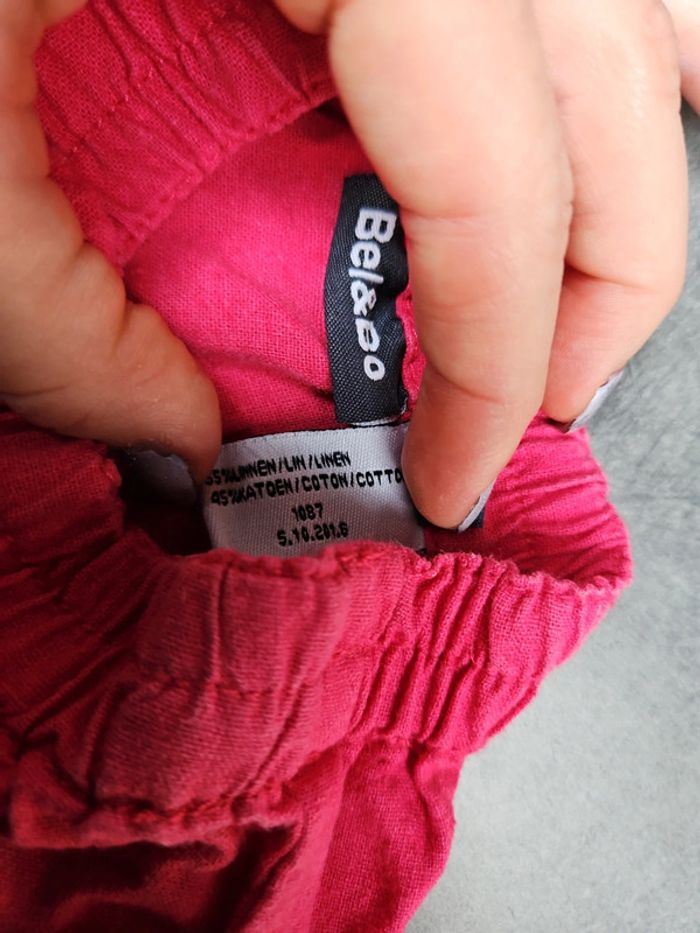 Bel&Bo
55%LINNEN/LIN/LINEN
45%KATOEN/COTON/COTTO
1087
5.10.2016